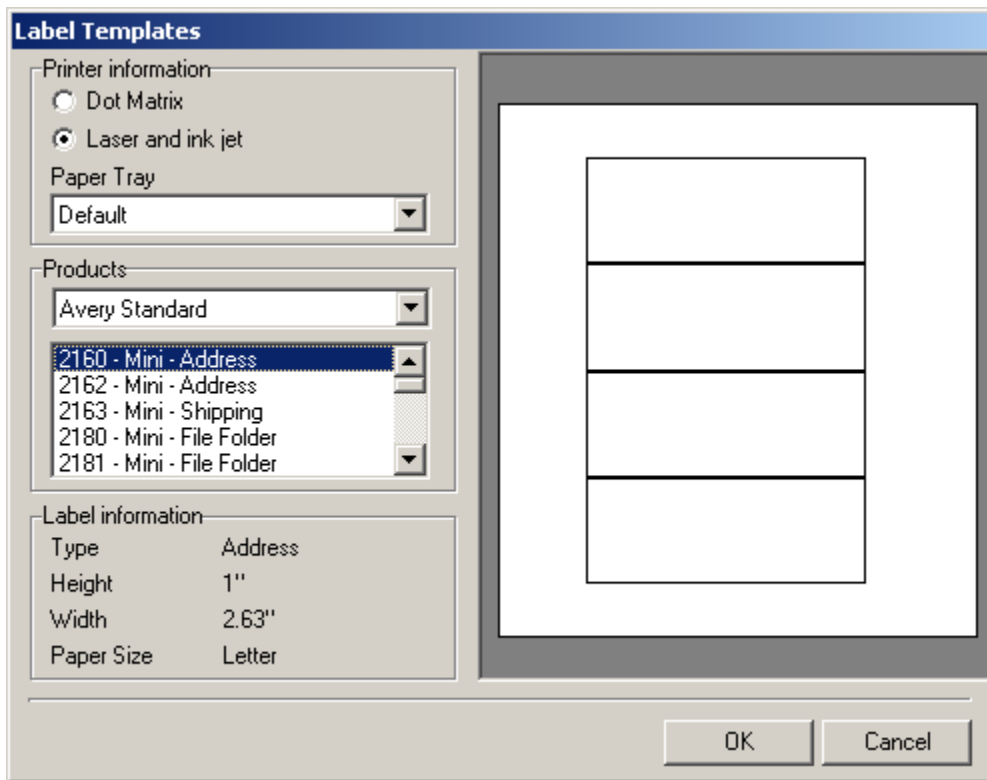 Label Templates
Printer information
Dot Matrix
Laser and ink jet
Paper Tray
Default
Products
Avery Standard
2160 - Mini - Address
2162 - Mini - Address
2163 - Mini - Shipping
2180 - Mini - File Folder
2181 - Mini - File Folder
Label information
Type Address
Height 1"
Width 2.63"
Paper Size Letter
OK Cancel